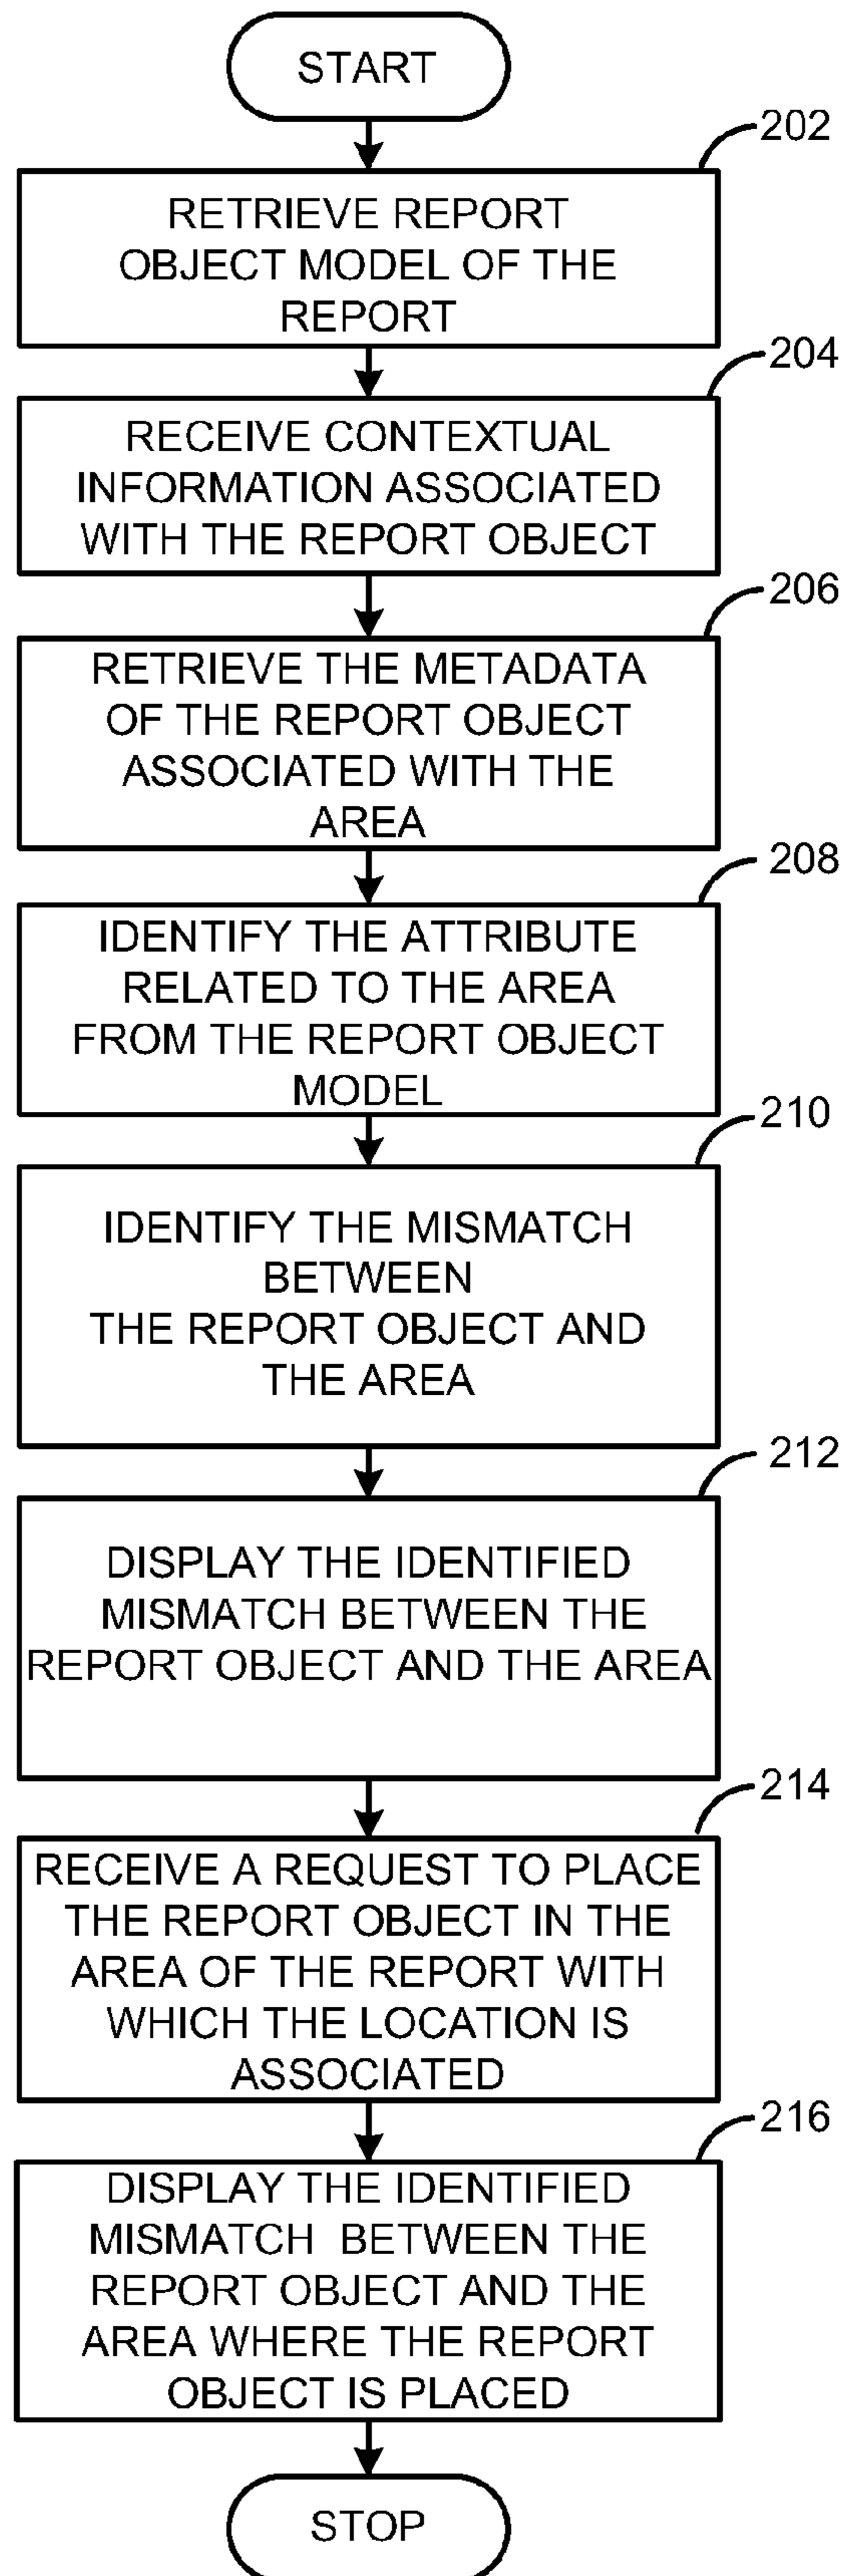 START
202
RETRIEVE REPORT
OBJECT MODEL OF THE
REPORT
204
RECEIVE CONTEXTUAL
INFORMATION ASSOCIATED
WITH THE REPORT OBJECT
206
RETRIEVE THE METADATA
OF THE REPORT OBJECT
ASSOCIATED WITH THE
AREA
208
IDENTIFY THE ATTRIBUTE
RELATED TO THE AREA
FROM THE REPORT OBJECT
MODEL
210
IDENTIFY THE MISMATCH
BETWEEN
THE REPORT OBJECT AND
THE AREA
212
DISPLAY THE IDENTIFIED
MISMATCH BETWEEN THE
REPORT OBJECT AND THE AREA
214
RECEIVE A REQUEST TO PLACE
THE REPORT OBJECT IN THE
AREA OF THE REPORT WITH
WHICH THE LOCATION IS
ASSOCIATED
216
DISPLAY THE IDENTIFIED
MISMATCH BETWEEN THE
REPORT OBJECT AND THE
AREA WHERE THE REPORT
OBJECT IS PLACED
STOP